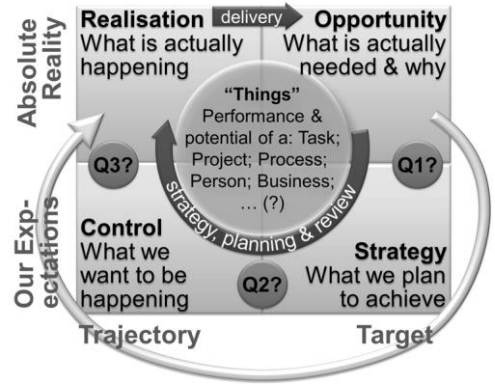 Absolute Reality
Our Exp-
ectations
Realisation
What is actually
happening
delivery
Opportunity
What is actually
needed & why
“Things”
Performance &
potential of a: Task;
Project; Process;
Person; Business;
... (?)
strategy, planning & review
Q3?
Q1?
Q2?
Control
What we
want to be
happening
Strategy
What we plan
to achieve
Trajectory
Target